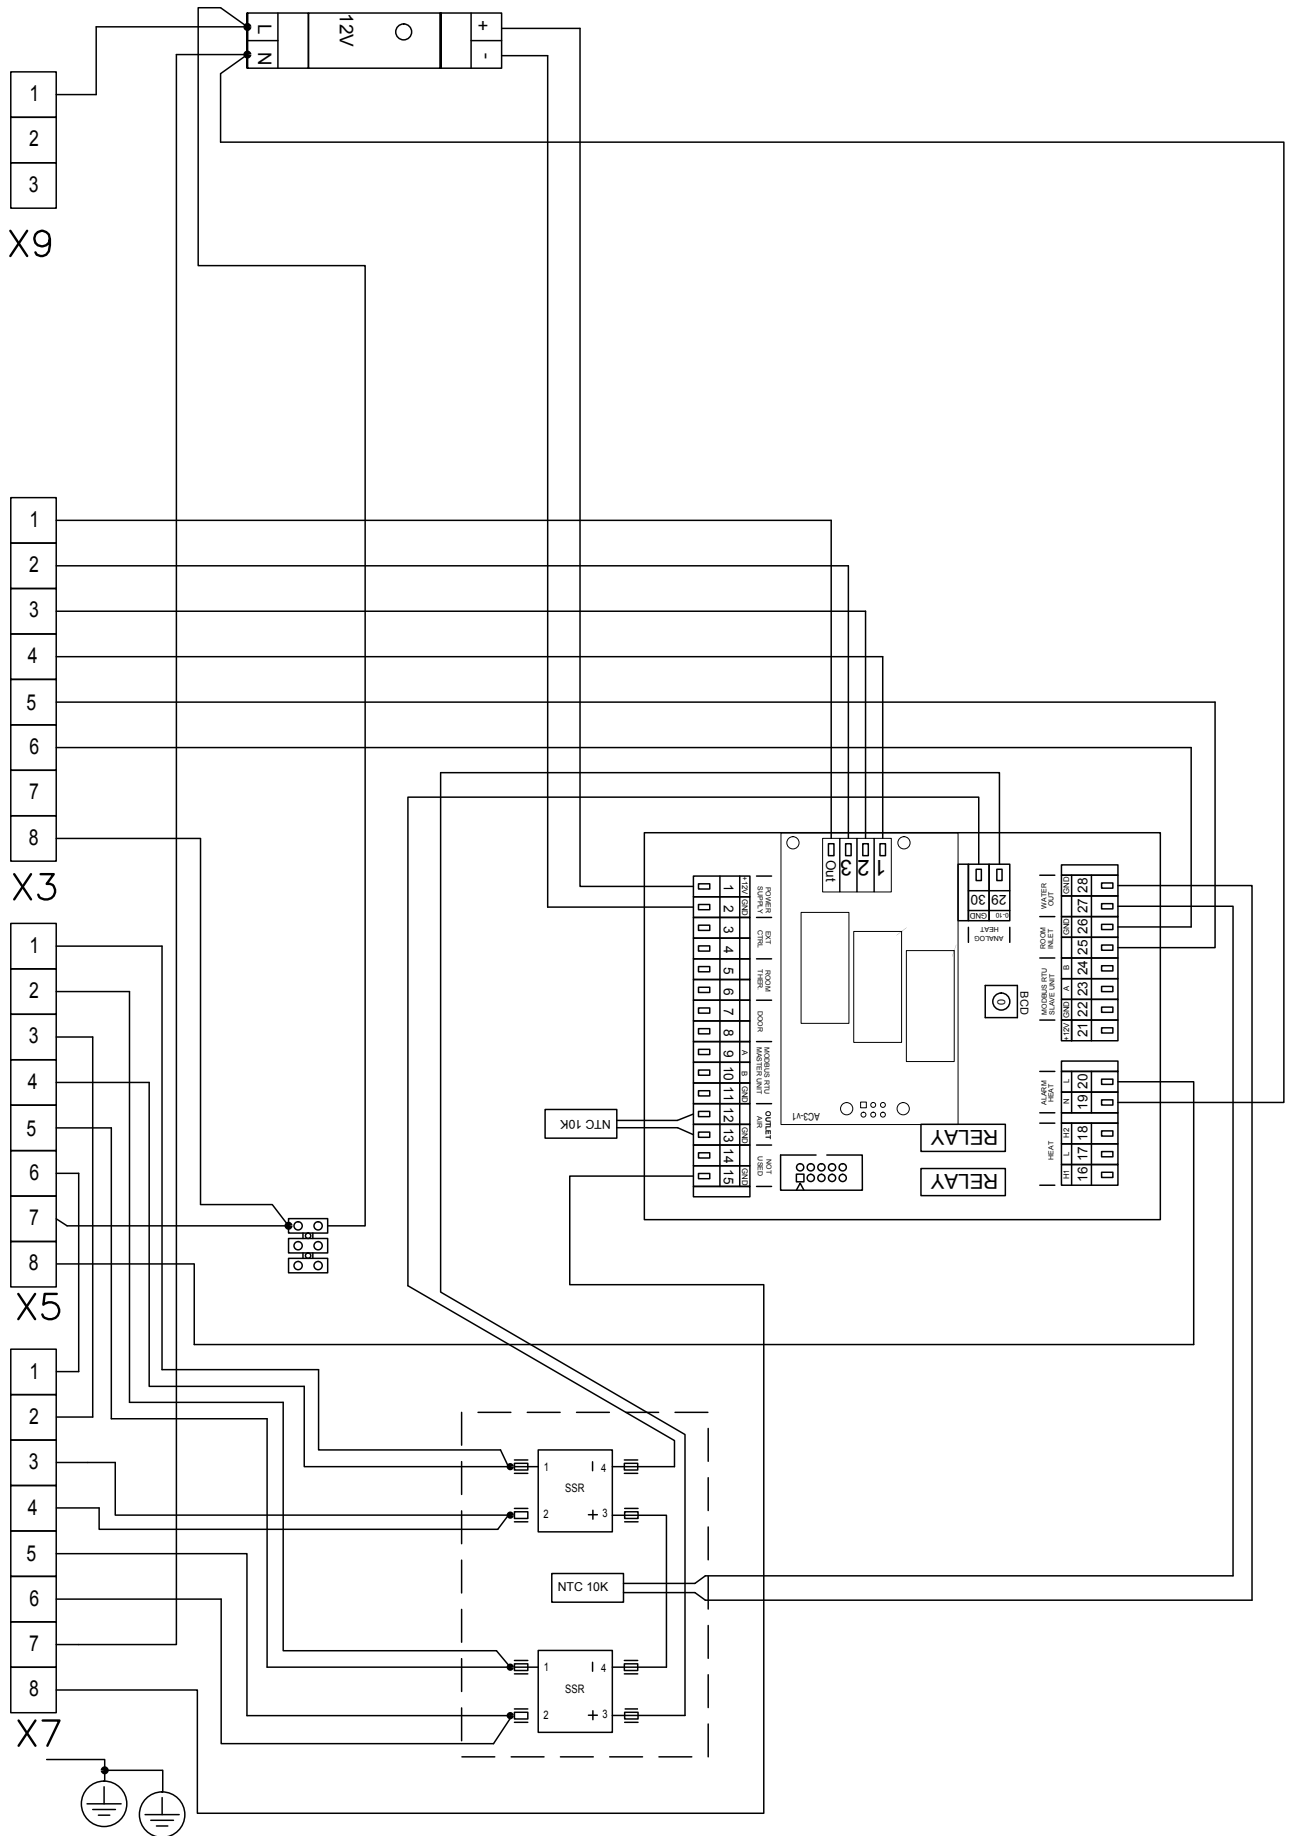 L
N
12V
+
-
1
2
3
X9
1
2
3
4
5
6
7
8
X3
1
2
3
4
5
6
7
8
X5
1
2
3
4
5
6
7
8
X7
Out
3
2
1
30
29
GND
0-10
ANALOG
HEAT
1 +12V
2 GND
3
4
5
6
7
8
9 A
10 B
11 GND
12
13 GND
14
15 GND
POWER
SUPPLY
EXT
CTRL
ROOM
THER.
DOOR
MODBUS RTU
MASTER UNIT
OUTLET
AIR
NOT
USED
NTC 10K
AC3-v1
RELAY
RELAY
BCD
0
WATER
OUT
ROOM
INLET
MODBUS RTU
SLAVE UNIT
GND 28
27
GND 26
25
B 24
A 23
GND 22
+12V 21
ALARM
HEAT
L 20
N 19
HEAT
H2 18
L 17
H1 16
1
2
SSR
4
+ 3
NTC 10K
1
2
SSR
4
+ 3